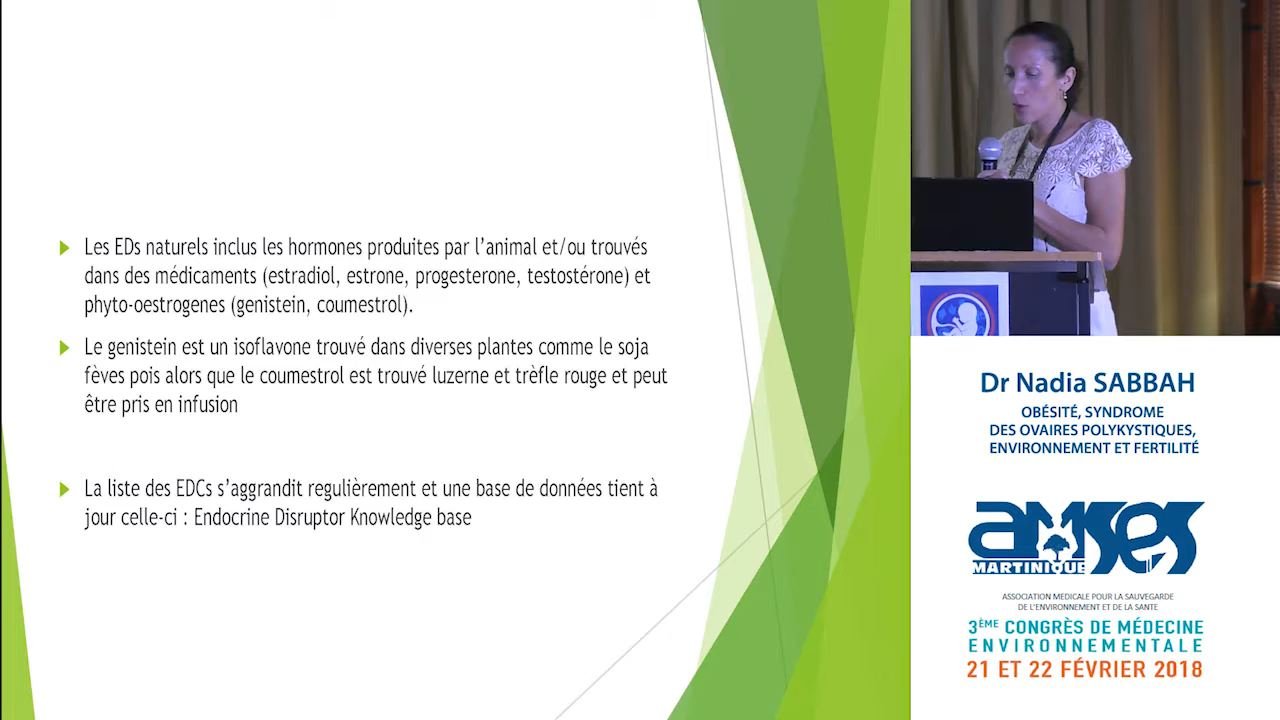 Les EDs naturels inclus les hormones produites par l'animal et/ou trouvés
dans des médicaments (estradiol, estrone, progesterone, testostérone) et
phyto-oestrogenes (genistein, coumestrol).
Le genistein est un isoflavone trouvé dans diverses plantes comme le soja
fèves pois alors que le coumestrol est trouvé luzerne et trèfle rouge et peut
être pris en infusion
La liste des EDCs s'aggrandit regulièrement et une base de données tient à
jour celle-ci : Endocrine Disruptor Knowledge base
Dr Nadia SABBAH
OBÉSITÉ, SYNDROME
DES OVAIRES POLYKYSTIQUES,
ENVIRONNEMENT ET FERTILITÉ
AMSES
MARTINIQUE
ASSOCIATION MEDICALE POUR LA SAUVEGARDE
DE L'ENVIRONNEMENT ET DE LA SANTE
3ÈME CONGRÈS DE MÉDECINE
ENVIRONNEMENTALE
21 ET 22 FÉVRIER 2018